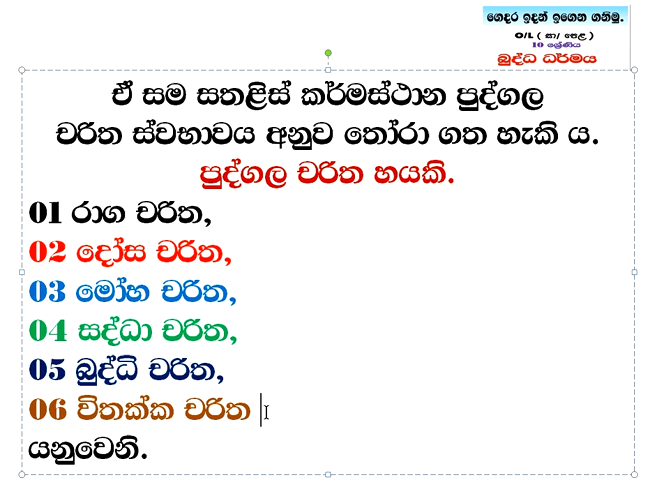 ගෙදර ඉදන් ඉගෙන ගනිමු.
O/L ( සා/ පෙළ )
10 ශ්‍රේණිය
බුද්ධ ධර්මය
ඒ සම සතළිස් කර්මස්ථාන පුද්ගල
චරිත ස්වභාවය අනුව තෝරා ගත හැකි ය.
පුද්ගල චරිත හයකි.
01 රාග චරිත,
02 දෝස චරිත,
03 මෝහ චරිත,
04 සද්ධා චරිත,
05 බුද්ධි චරිත,
06 විතක්ක චරිත
යනුවෙනි.